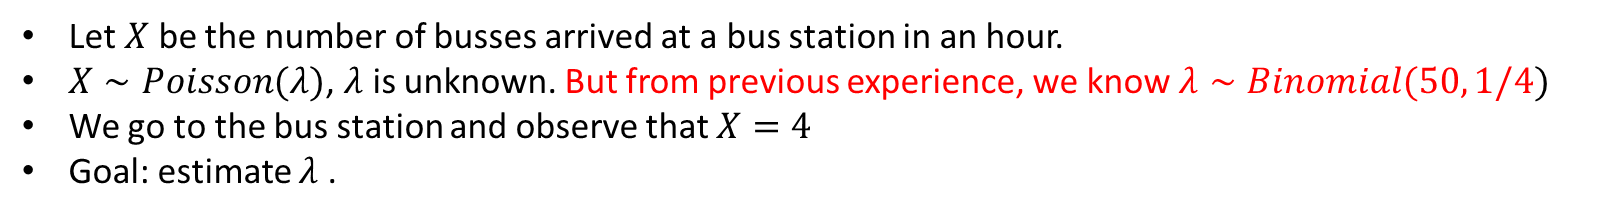 • Let 𝑋 be the number of busses arrived at a bus station in an hour.
• 𝑋 ~ 𝑃𝑜𝑖𝑠𝑠𝑜𝑛(𝜆), 𝜆 is unknown. But from previous experience, we know 𝜆 ~ 𝐵𝑖𝑛𝑜𝑚𝑖𝑎𝑙(50, 1/4)
• We go to the bus station and observe that 𝑋 = 4
• Goal: estimate 𝜆 .